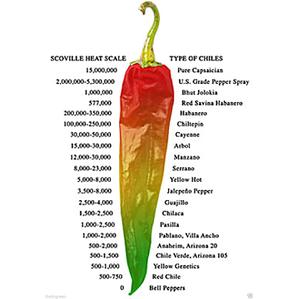 SCOVILLE HEAT SCALE TYPE OF CHILES
15,000,000 Pure Capsaician
2,000,000-5,300,000 U.S. Grade Pepper Spray
1,000,000 Bhut Jolokia
577,000 Red Savina Habanero
200,000-350,000 Habanero
100,000-250,000 Chiltepin
30,000-50,000 Cayenne
15,000-30,000 Arbol
12,000-30,000 Manzano
8,000-23,000 Serrano
5,000-8,000 Yellow Hot
3,500-8,000 Jalepeño Pepper
2,500-4,000 Guajillo
1,500-2,500 Chilaca
1,000-2,500 Pasilla
1,000-2,000 Pablano, Villa Ancho
500-2,000 Anaheim, Arizona 20
500-1,500 Chile Verde, Arizona 105
500-1,000 Yellow Genetics
500-750 Red Chile
0 Bell Peppers